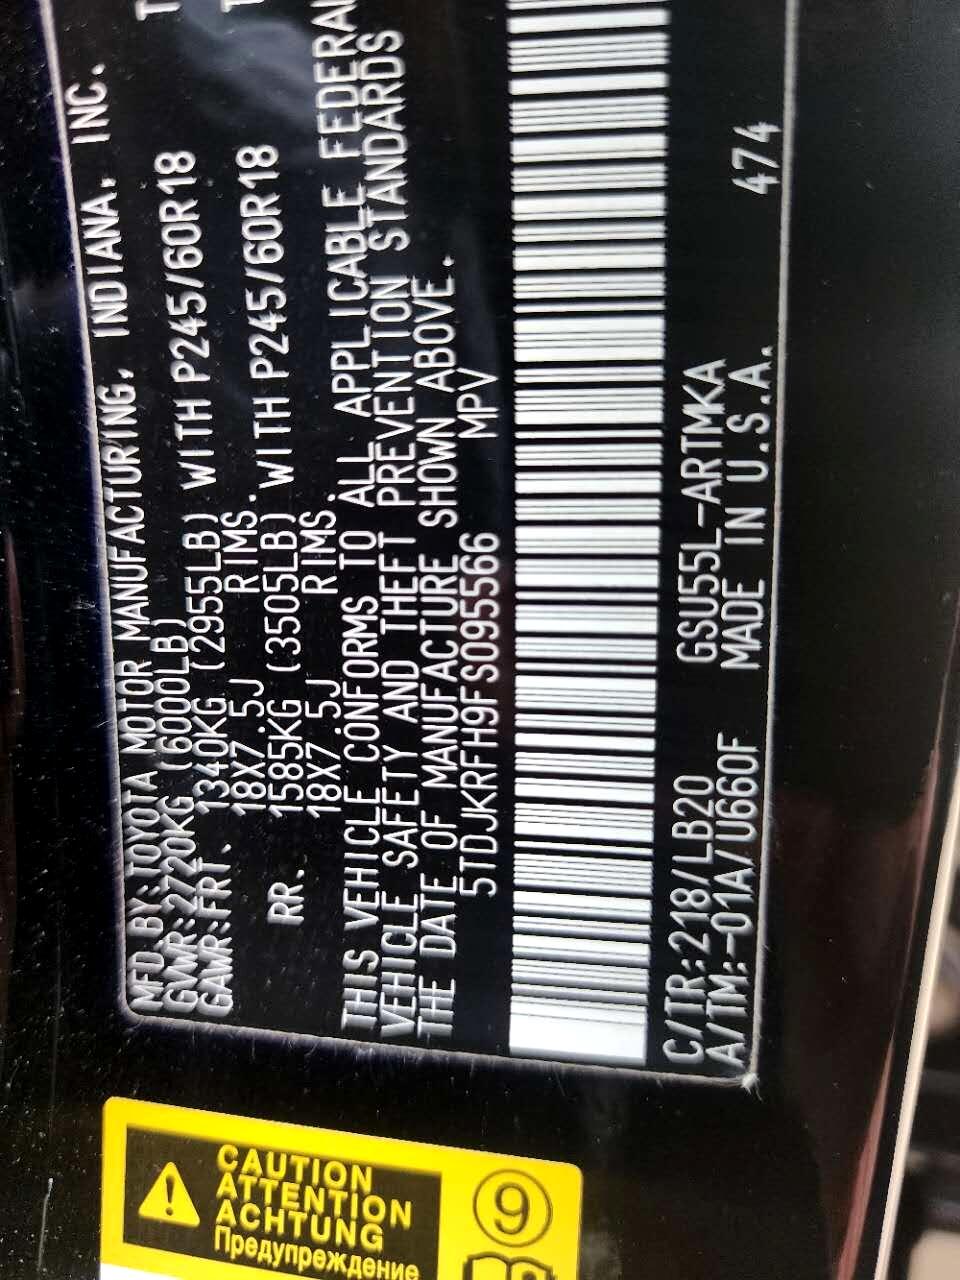 MFD.BY:TOYOTA MOTOR MANUFACTURING, INDIANA, INC.
GVWR:2720KG (6000LB)
GAWR:FRT. 1340KG (2955LB) WITH P245/60R18
18X7.5J RIMS.
RR. 1585KG (3505LB) WITH P245/60R18
18X7.5J RIMS.
THIS VEHICLE CONFORMS TO ALL APPLICABLE FEDERAL
VEHICLE SAFETY AND THEFT PREVENTION STANDARDS
THE DATE OF MANUFACTURE SHOWN ABOVE.
5TDJKRFH9FS095566 MPV
C/TR:218/LB20 GSU55L-ARTMKA 474
A/TM:-01A/U660F MADE IN U.S.A.
CAUTION
ATTENTION
ACHTUNG
Предупреждение
9